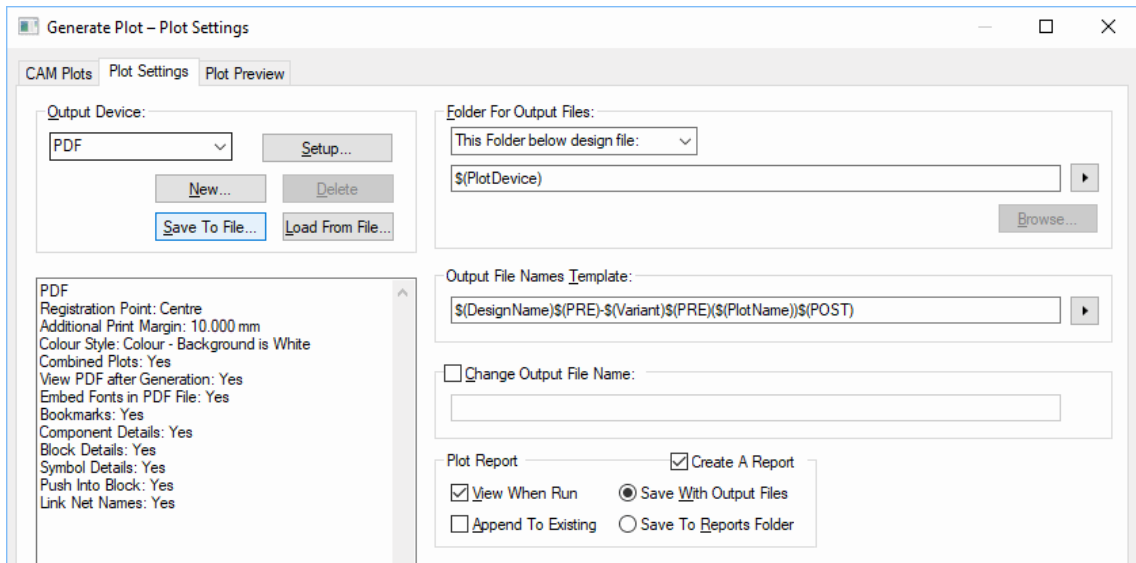 Generate Plot – Plot Settings
CAM Plots Plot Settings Plot Preview
Output Device:
PDF
Setup...
New... Delete
Save To File... Load From File...
PDF
Registration Point: Centre
Additional Print Margin: 10.000 mm
Colour Style: Colour - Background is White
Combined Plots: Yes
View PDF after Generation: Yes
Embed Fonts in PDF File: Yes
Bookmarks: Yes
Component Details: Yes
Block Details: Yes
Symbol Details: Yes
Push Into Block: Yes
Link Net Names: Yes
Folder For Output Files:
This Folder below design file:
$(PlotDevice)
Browse...
Output File Names Template:
$(DesignName)$(PRE)-$(Variant)$(PRE)($(PlotName))$(POST)
Change Output File Name:
Plot Report Create A Report
View When Run Save With Output Files
Append To Existing Save To Reports Folder